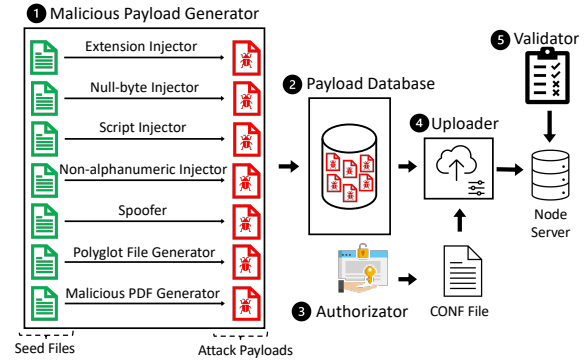 1 Malicious Payload Generator
Extension Injector
Null-byte Injector
Script Injector
Non-alphanumeric Injector
Spoofer
Polyglot File Generator
Malicious PDF Generator
Seed Files
Attack Payloads
2 Payload Database
3 Authorizator
CONF File
4 Uploader
5 Validator
Node
Server